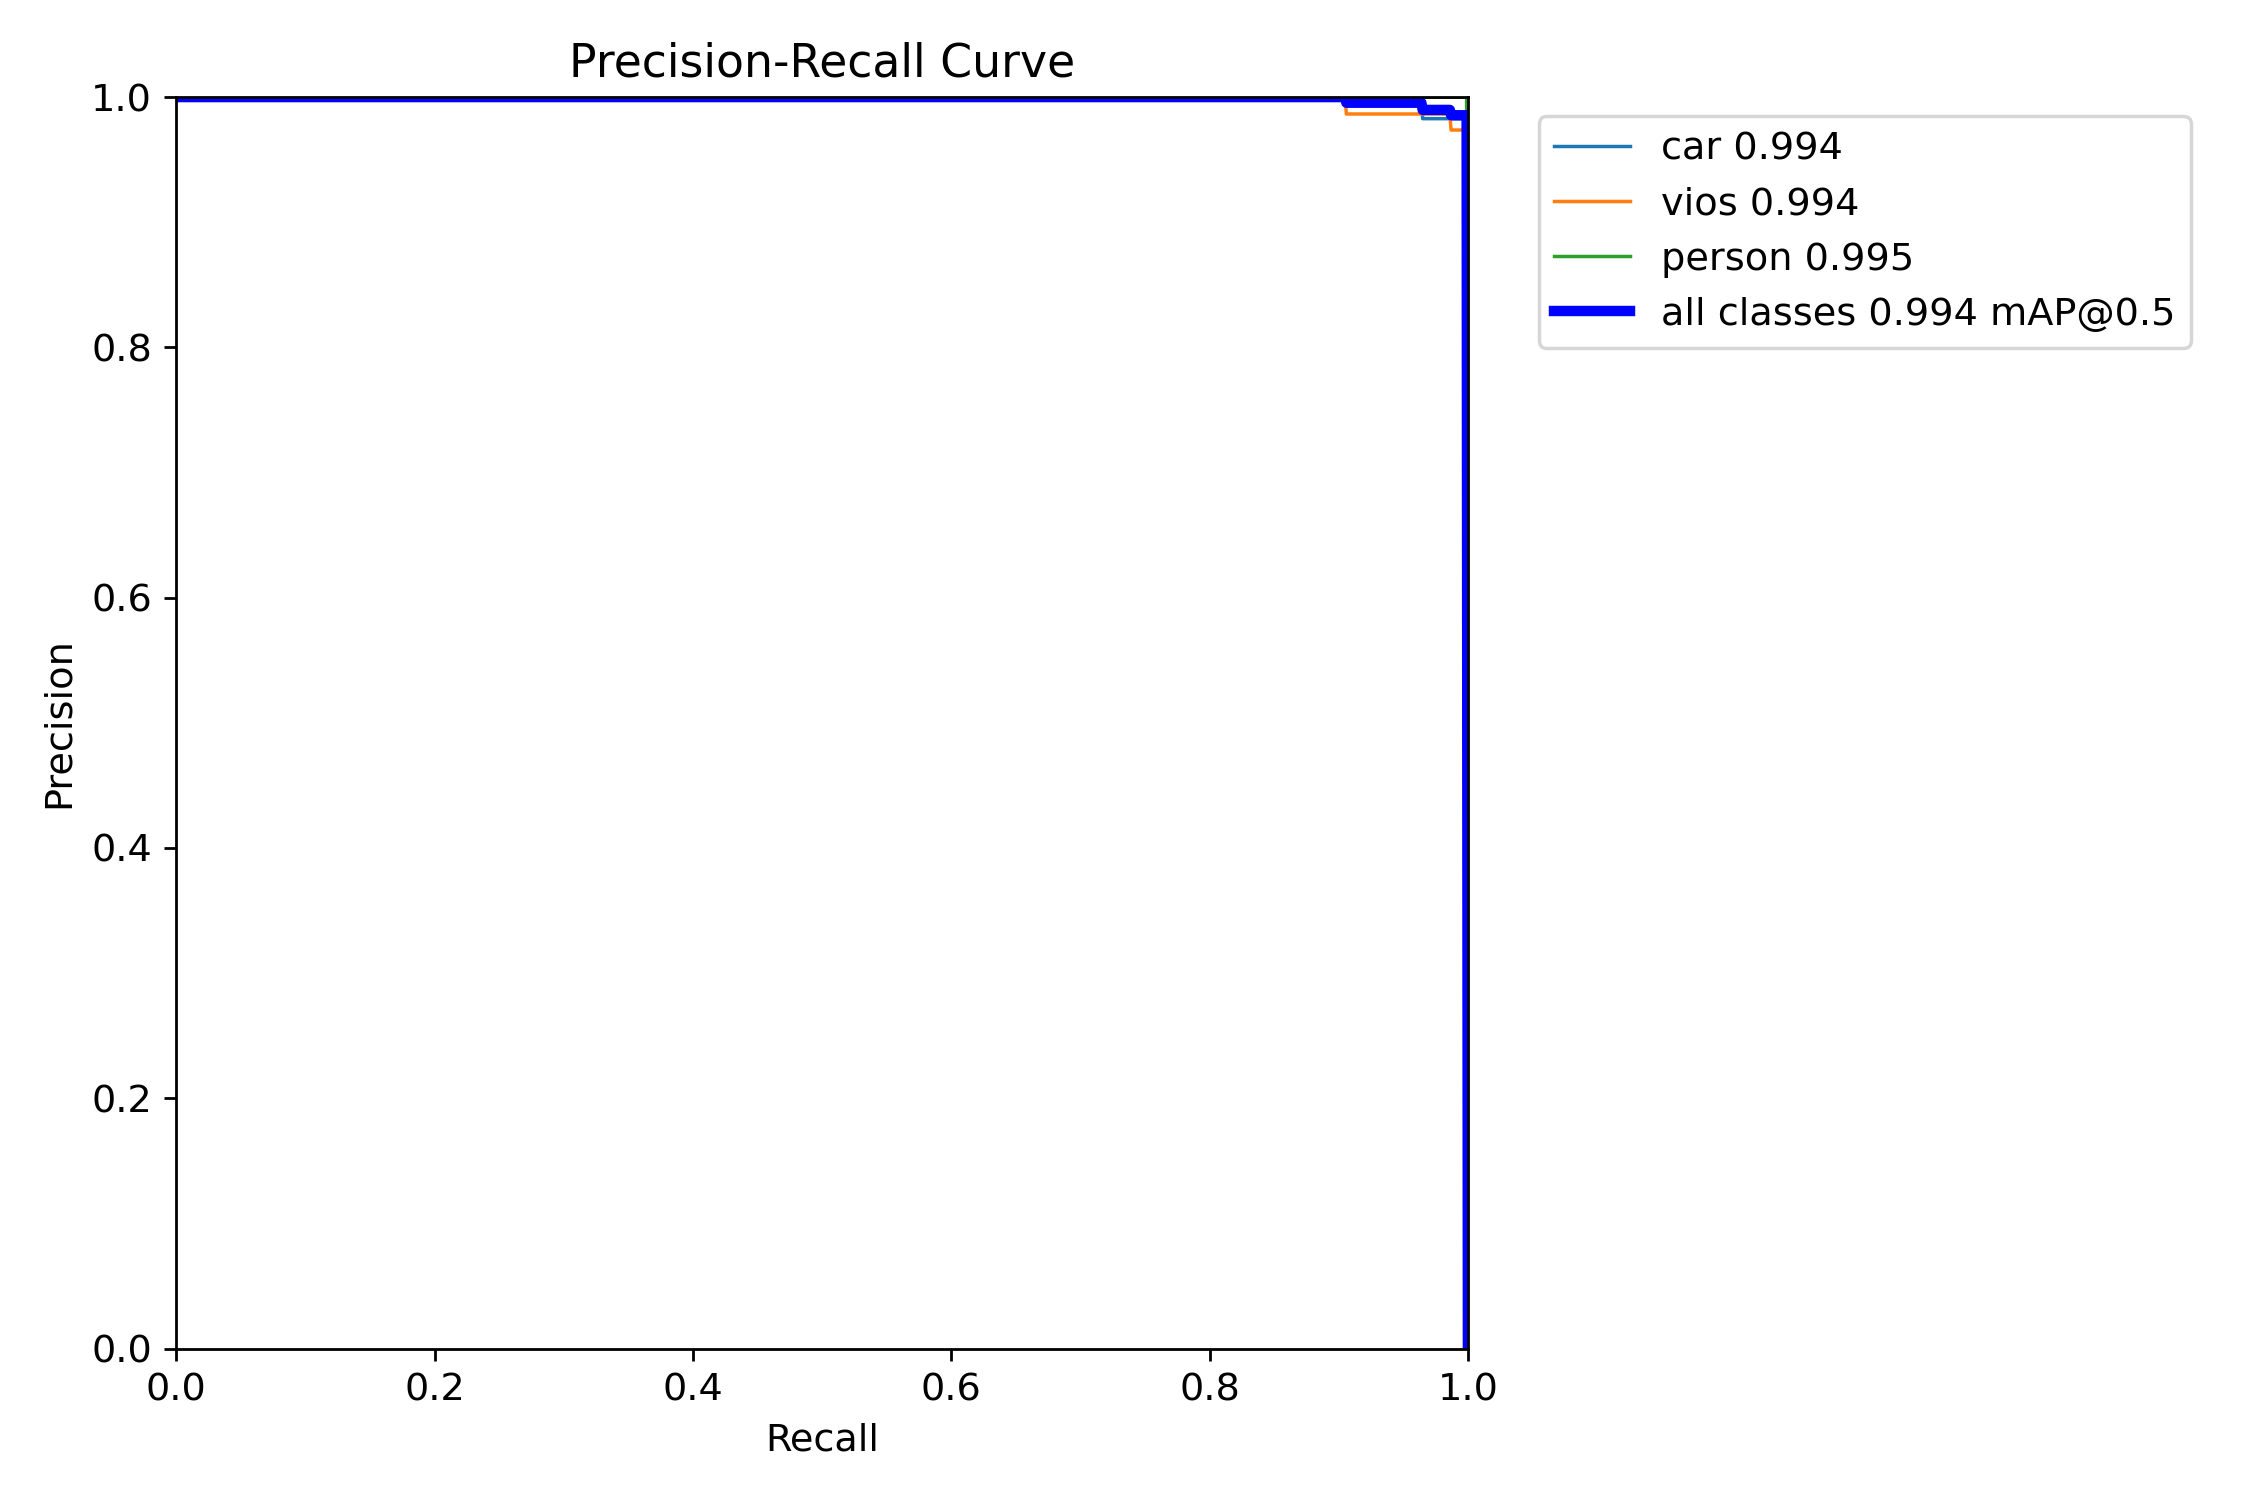 Precision-Recall Curve
1.0
0.8
0.6
0.4
0.2
0.0
Precision
0.0 0.2 0.4 0.6 0.8 1.0
Recall
car 0.994
vios 0.994
person 0.995
all classes 0.994 mAP@0.5